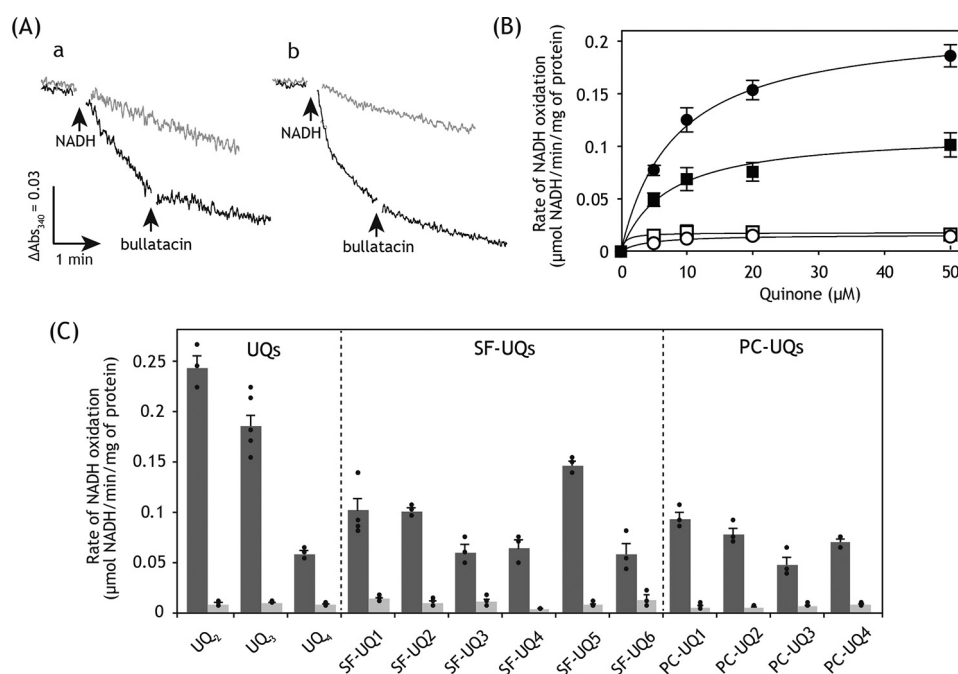 (A)
a
b
NADH
bullatacin
NADH
bullatacin
ΔAbs₃₄₀ = 0.03
1 min
(B)
Rate of NADH oxidation
(μmol NADH/min/mg of protein)
0.2
0.15
0.1
0.05
0
0 10 20 30 40 50
Quinone (μM)
(C)
UQs
SF-UQs
PC-UQs
Rate of NADH oxidation
(μmol NADH/min/mg of protein)
0.25
0.2
0.15
0.1
0.05
0
UQ₂
UQ₃
UQ₄
SF-UQ1
SF-UQ2
SF-UQ3
SF-UQ4
SF-UQ5
SF-UQ6
PC-UQ1
PC-UQ2
PC-UQ3
PC-UQ4